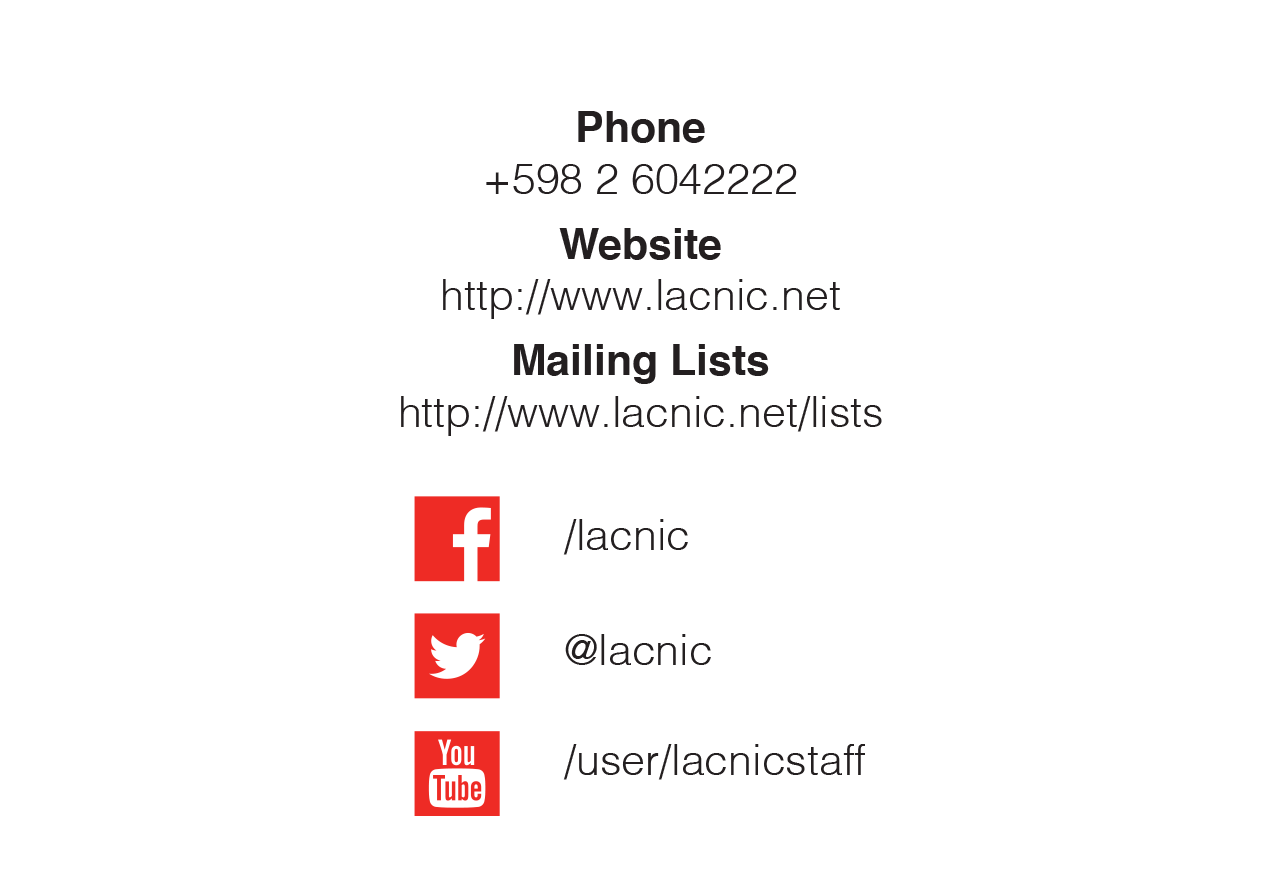 Phone
+598 2 6042222
Website
http://www.lacnic.net
Mailing Lists
http://www.lacnic.net/lists
f
/lacnic
@lacnic
You
Tube
/user/lacnicstaff